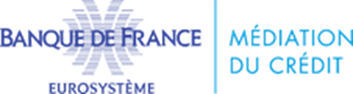 BANQUE DE FRANCE
EUROSYSTÈME
MÉDIATION
DU CRÉDIT